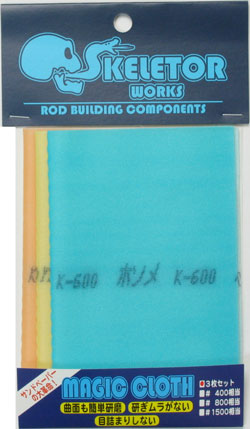 SKELETOR
WORKS
ROD BUILDING COMPONENTS
K-600 ホソメ K-600
サンドペーパー
の大革命!
MAGIC CLOTH
曲面も簡単研磨 研ぎムラがない
目詰まりしない
3枚セット
# 400相当
# 800相当
# 1500相当